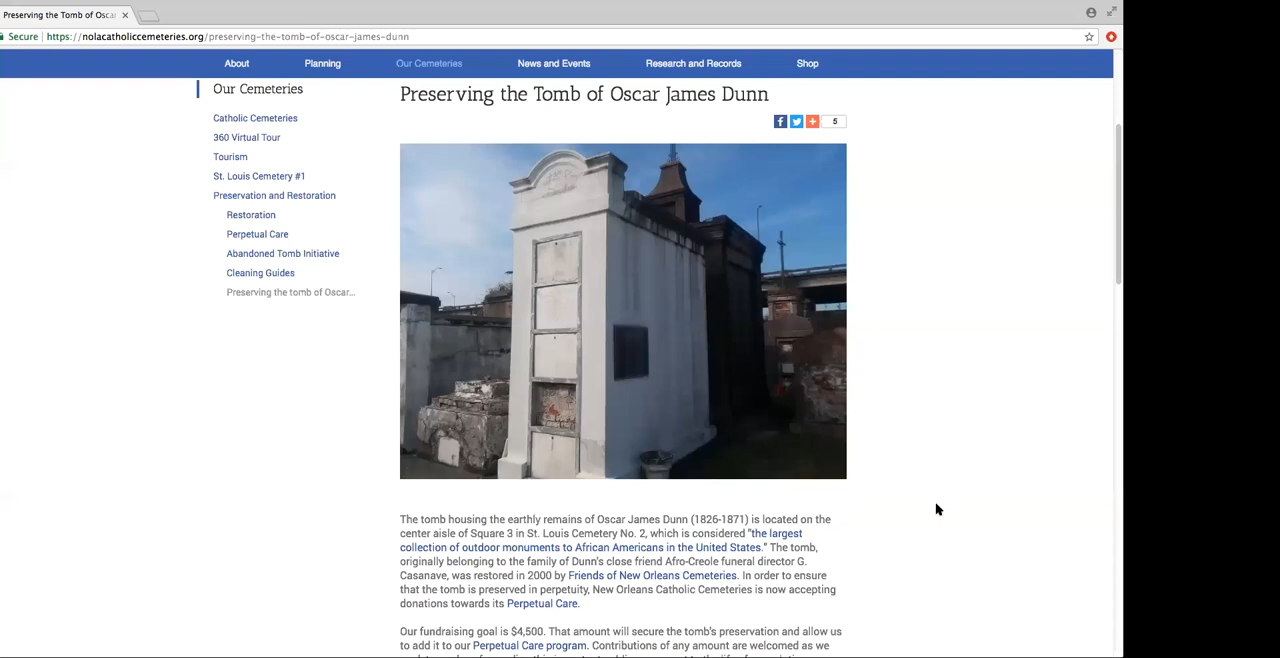 Preserving the Tomb of Osca
Secure | https://nolacatholiccemeteries.org/preserving-the-tomb-of-oscar-james-dunn
About Planning Our Cemeteries News and Events Research and Records Shop
Our Cemeteries
Catholic Cemeteries
360 Virtual Tour
Tourism
St. Louis Cemetery #1
Preservation and Restoration
Restoration
Perpetual Care
Abandoned Tomb Initiative
Cleaning Guides
Preserving the tomb of Oscar...
Preserving the Tomb of Oscar James Dunn
5
The tomb housing the earthly remains of Oscar James Dunn (1826-1871) is located on the
center aisle of Square 3 in St. Louis Cemetery No. 2, which is considered "the largest
collection of outdoor monuments to African Americans in the United States." The tomb,
originally belonging to the family of Dunn's close friend Afro-Creole funeral director G.
Casanave, was restored in 2000 by Friends of New Orleans Cemeteries. In order to ensure
that the tomb is preserved in perpetuity, New Orleans Catholic Cemeteries is now accepting
donations towards its Perpetual Care.
Our fundraising goal is $4,500. That amount will secure the tomb's preservation and allow us
to add it to our Perpetual Care program. Contributions of any amount are welcomed as we